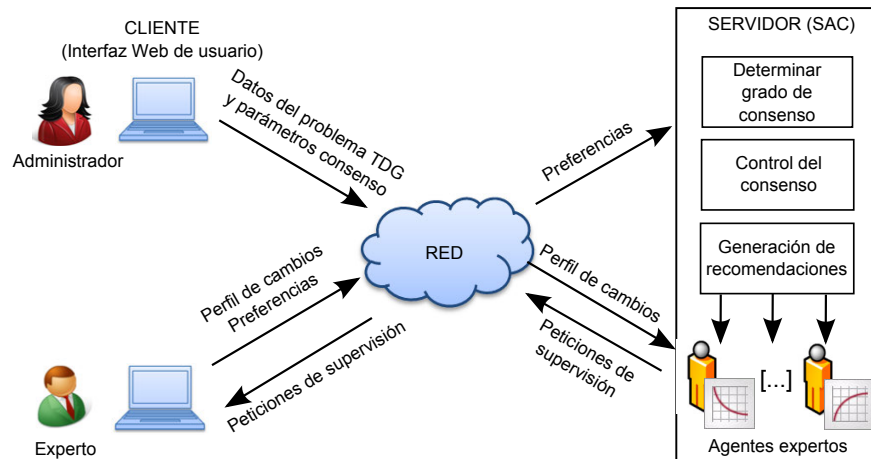 CLIENTE
(Interfaz Web de usuario)
Administrador
Datos del problema TDG
y parámetros consenso
RED
Perfil de cambios
Preferencias
Peticiones de supervisión
Experto
Preferencias
Perfil de cambios
Peticiones de
supervisión
SERVIDOR (SAC)
Determinar
grado de
consenso
Control del
consenso
Generación de
recomendaciones
[...]
Agentes expertos